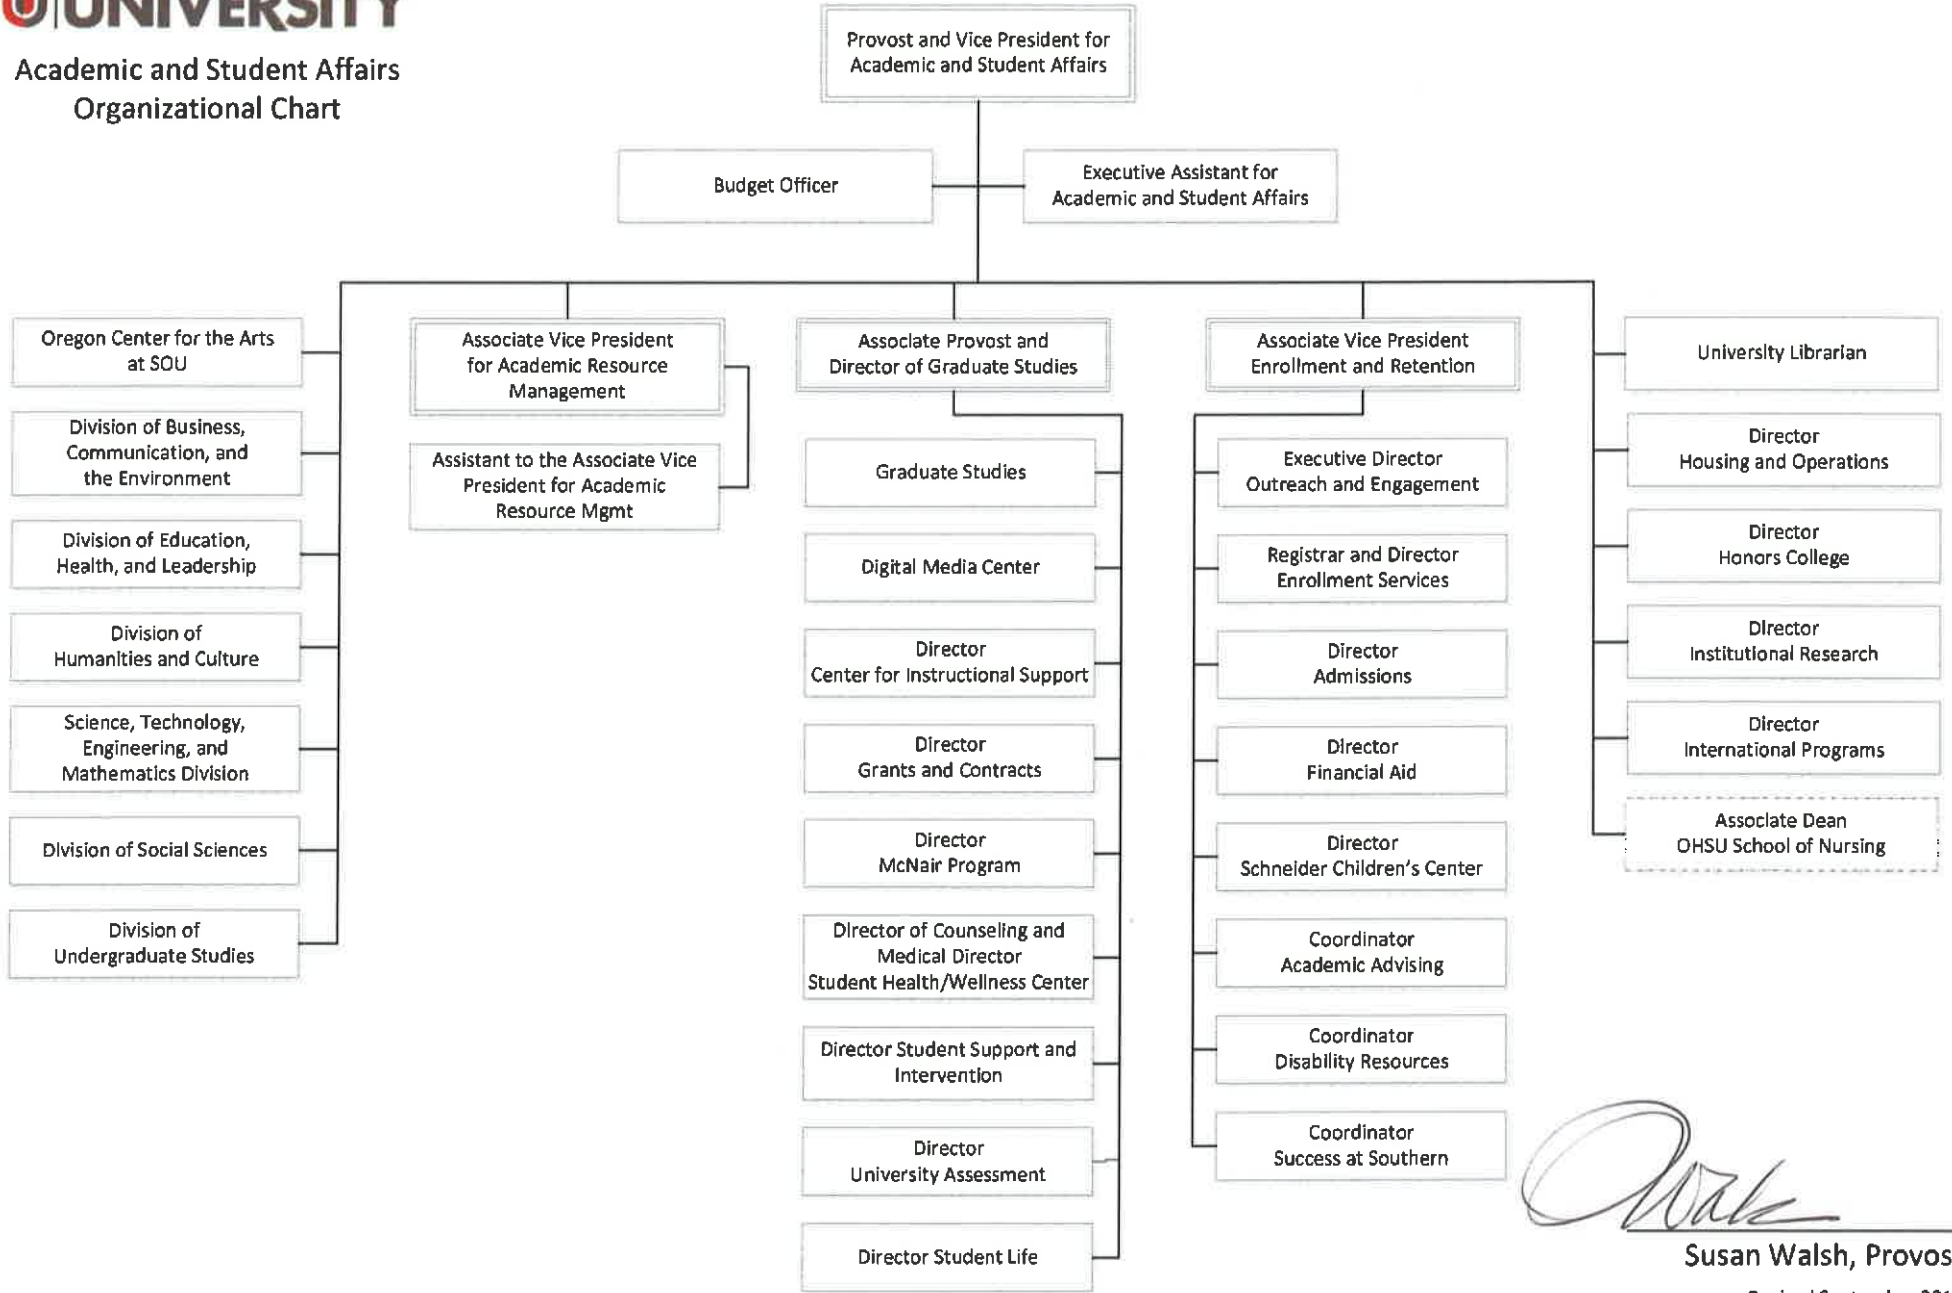 UNIVERSITY
Academic and Student Affairs
Organizational Chart
Provost and Vice President for
Academic and Student Affairs
Budget Officer
Executive Assistant for
Academic and Student Affairs
Oregon Center for the Arts
at SOU
Division of Business,
Communication, and
the Environment
Division of Education,
Health, and Leadership
Division of
Humanities and Culture
Science, Technology,
Engineering, and
Mathematics Division
Division of Social Sciences
Division of
Undergraduate Studies
Associate Vice President
for Academic Resource
Management
Assistant to the Associate Vice
President for Academic
Resource Mgmt
Associate Provost and
Director of Graduate Studies
Graduate Studies
Digital Media Center
Director
Center for Instructional Support
Director
Grants and Contracts
Director
McNair Program
Director of Counseling and
Medical Director
Student Health/Wellness Center
Director Student Support and
Intervention
Director
University Assessment
Director Student Life
Associate Vice President
Enrollment and Retention
Executive Director
Outreach and Engagement
Registrar and Director
Enrollment Services
Director
Admissions
Director
Financial Aid
Director
Schneider Children's Center
Coordinator
Academic Advising
Coordinator
Disability Resources
Coordinator
Success at Southern
University Librarian
Director
Housing and Operations
Director
Honors College
Director
Institutional Research
Director
International Programs
Associate Dean
OHSU School of Nursing
Susan Walsh, Provos